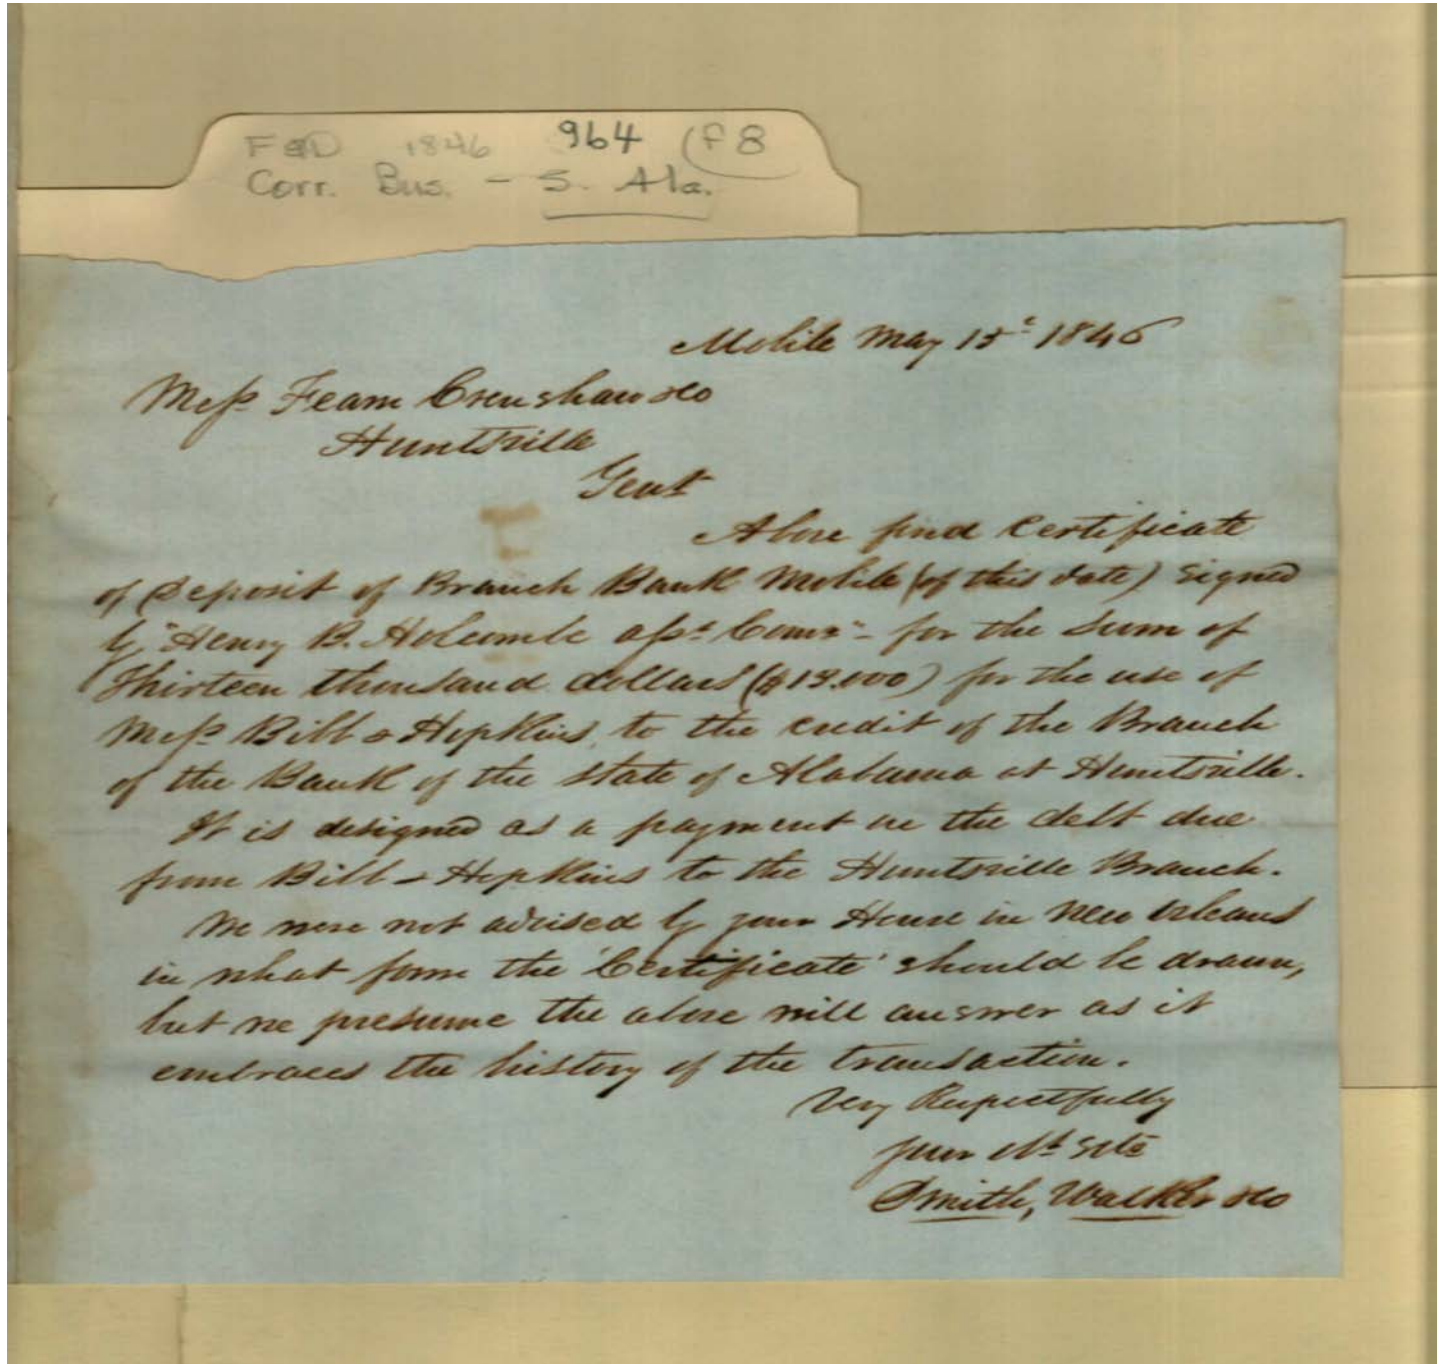 F&D 1846 964 (F8
Corr. Bus. - S. Ala.
Mobile May 15t 1846
Mess Fearn Crenshaw & Co
Huntsville
Gent
Above find Certificate
of Deposit of Branch Bank Mobile (of this date) signed
by "Henry B. Holcombe asst Comr" - for the sum of
Thirteen thousand dollars ($13.000) for the use of
Mess Bibb & Hopkins, to the credit of the Branch
of the Bank of the State of Alabama at Huntsville.
It is designed as a payment on the debt due
from Bibb & Hopkins to the Huntsville Branch.
We were not advised by your House in New Orleans
in what form the 'Certificate' should be drawn,
but we presume the above will answer as it
embraces the history of the transaction.
Very Respectfully
your Obt Svts
Smith, Walker & Co